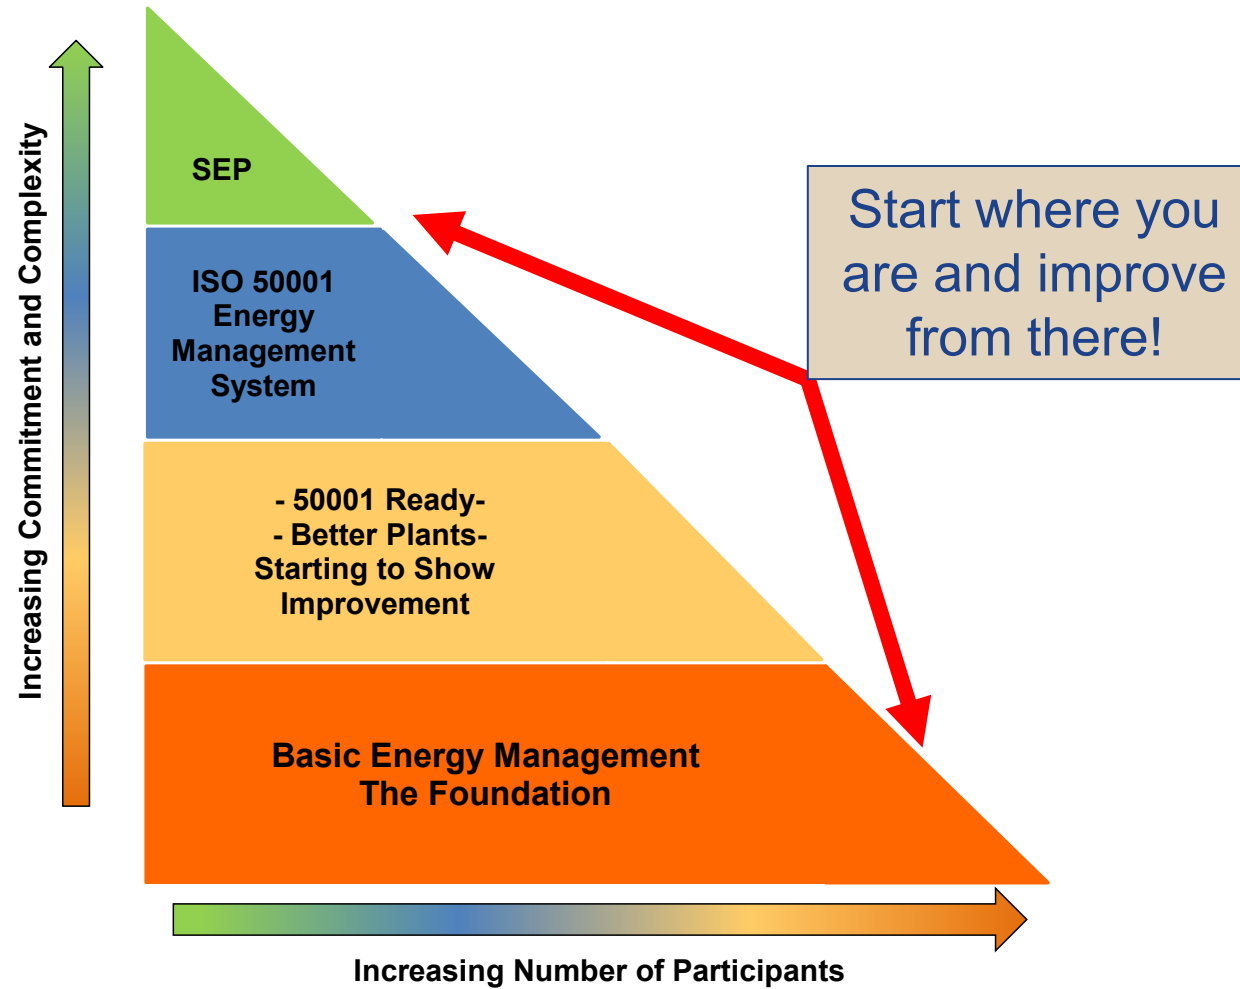 Increasing Commitment and Complexity
SEP
Start where you
are and improve
from there!
ISO 50001
Energy
Management
System
- 50001 Ready-
- Better Plants-
Starting to Show
Improvement
Basic Energy Management
The Foundation
Increasing Number of Participants